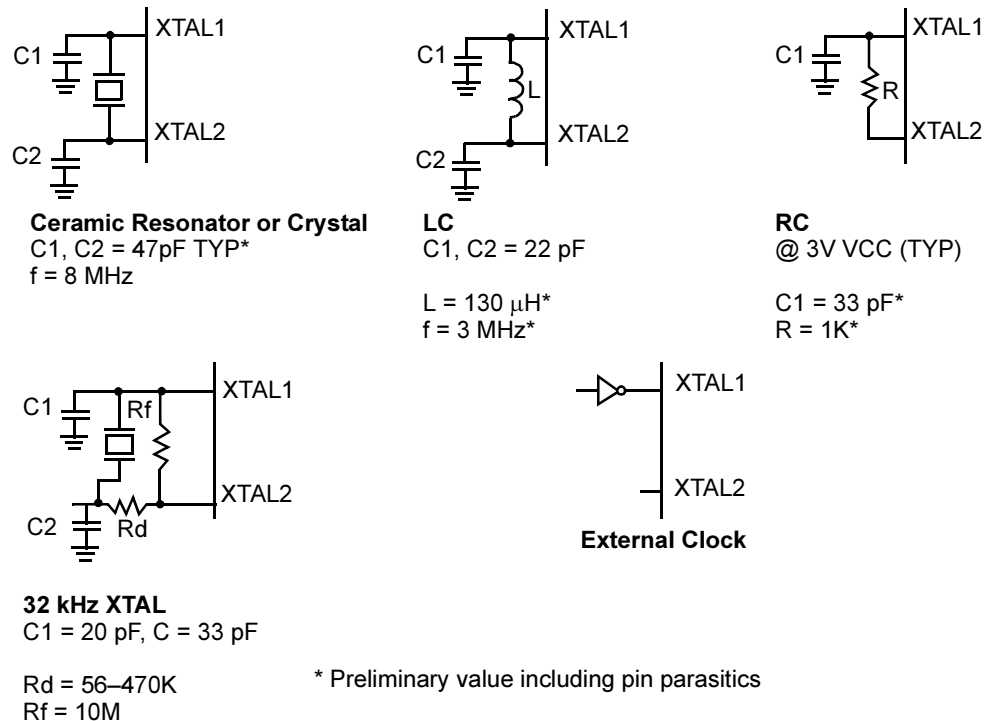 XTAL1
C1
XTAL2
C2
Ceramic Resonator or Crystal
C1, C2 = 47pF TYP*
f = 8 MHz
XTAL1
C1
L
XTAL2
C2
LC
C1, C2 = 22 pF
L = 130 μH*
f = 3 MHz*
XTAL1
C1
R
XTAL2
RC
@ 3V VCC (TYP)
C1 = 33 pF*
R = 1K*
XTAL1
C1
Rf
XTAL2
C2
Rd
32 kHz XTAL
C1 = 20 pF, C = 33 pF
Rd = 56–470K
Rf = 10M
XTAL1
XTAL2
External Clock
* Preliminary value including pin parasitics